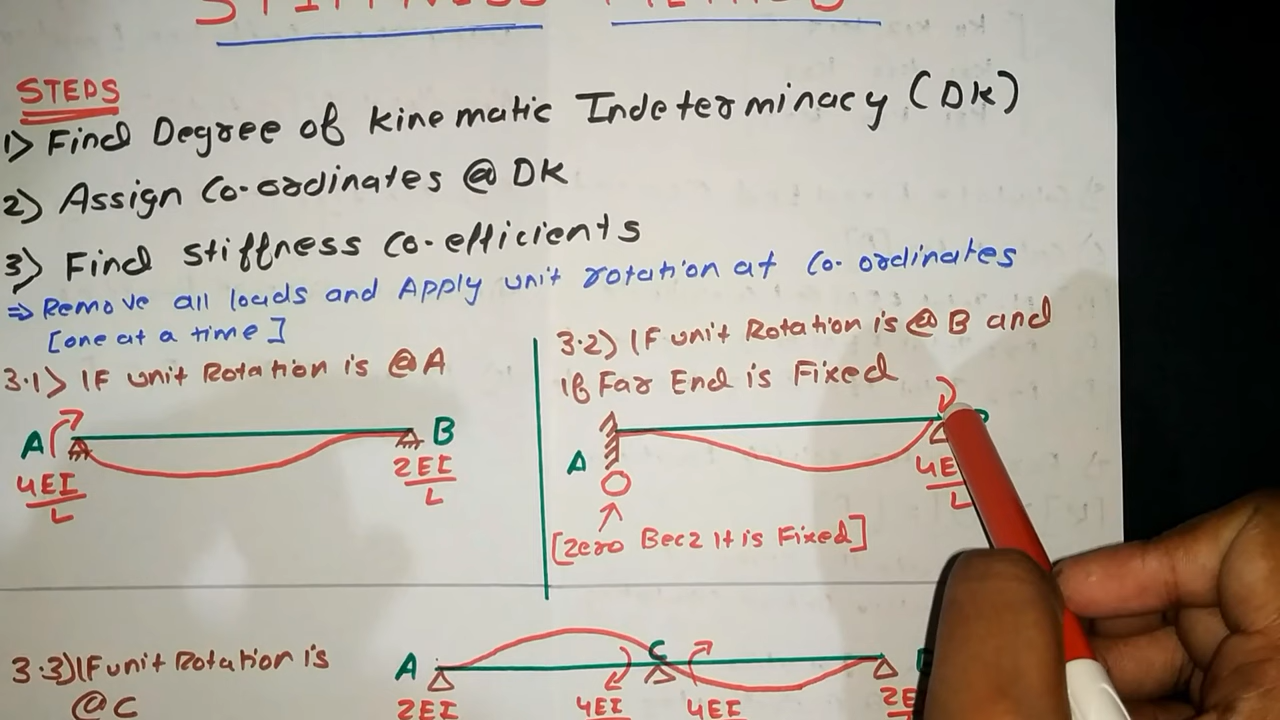 STIFFNESS
STEPS
1) Find Degree of kinematic Indeterminacy (Dk)
2) Assign Co-ordinates @ DK
3) Find stiffness Co-efficients
⇒ Remove all loads and Apply unit rotation at Co-ordinates
[one at a time]
3.1) IF unit Rotation is @ A
A B
4EI/L 2EI/L
3.2) IF unit Rotation is @ B and
if Far End is Fixed
A
0
4E
L
[Zero Becz It is Fixed]
3.3) IF unit Rotation is
@ C
A C
2EI 4EI 4EI 2E